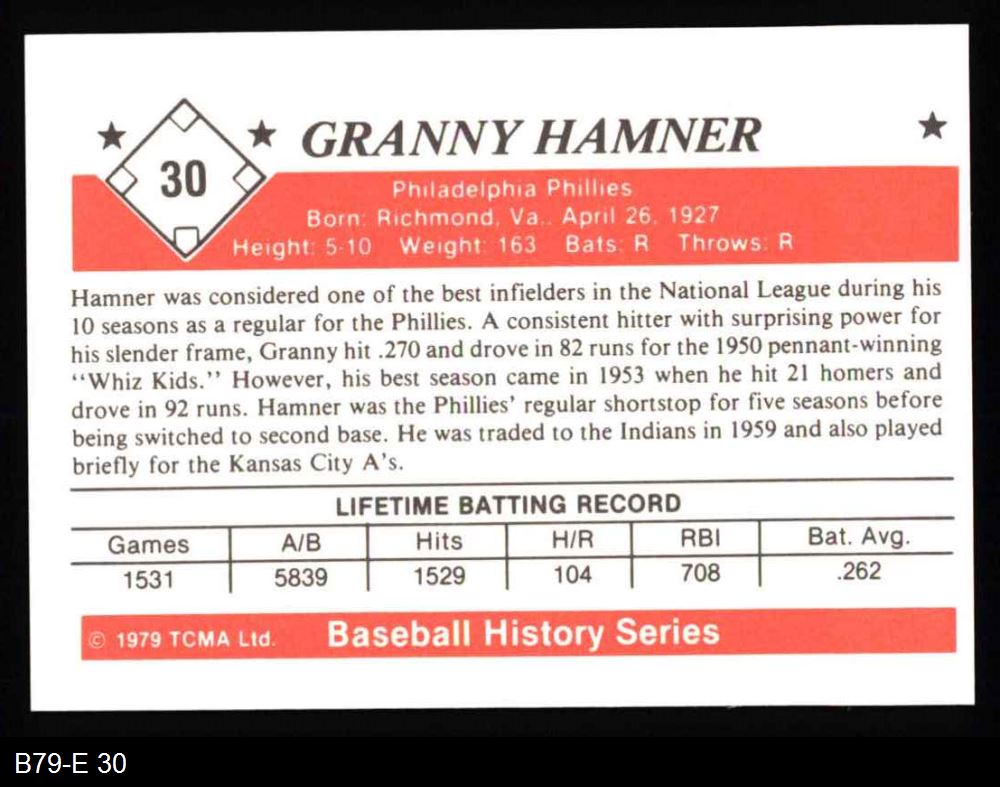 GRANNY HAMNER
30
Philadelphia Phillies
Born: Richmond, Va., April 26, 1927
Height: 5-10 Weight: 163 Bats: R Throws: R
Hamner was considered one of the best infielders in the National League during his
10 seasons as a regular for the Phillies. A consistent hitter with surprising power for
his slender frame, Granny hit .270 and drove in 82 runs for the 1950 pennant-winning
“Whiz Kids.” However, his best season came in 1953 when he hit 21 homers and
drove in 92 runs. Hamner was the Phillies’ regular shortstop for five seasons before
being switched to second base. He was traded to the Indians in 1959 and also played
briefly for the Kansas City A’s.
LIFETIME BATTING RECORD
Games A/B Hits H/R RBI Bat. Avg.
1531 5839 1529 104 708 .262
© 1979 TCMA Ltd. Baseball History Series
B79-E 30